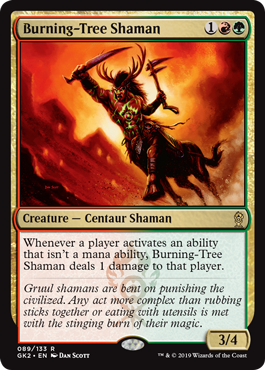 Burning-Tree Shaman 1
Creature — Centaur Shaman
Whenever a player activates an ability
that isn't a mana ability, Burning-Tree
Shaman deals 1 damage to that player.
Gruul shamans are bent on punishing the
civilized. Any act more complex than rubbing
sticks together or eating with utensils is met
with the stinging burn of their magic.
3/4
089/133 R
GK2 • EN DAN SCOTT
™ & © 2019 Wizards of the Coast